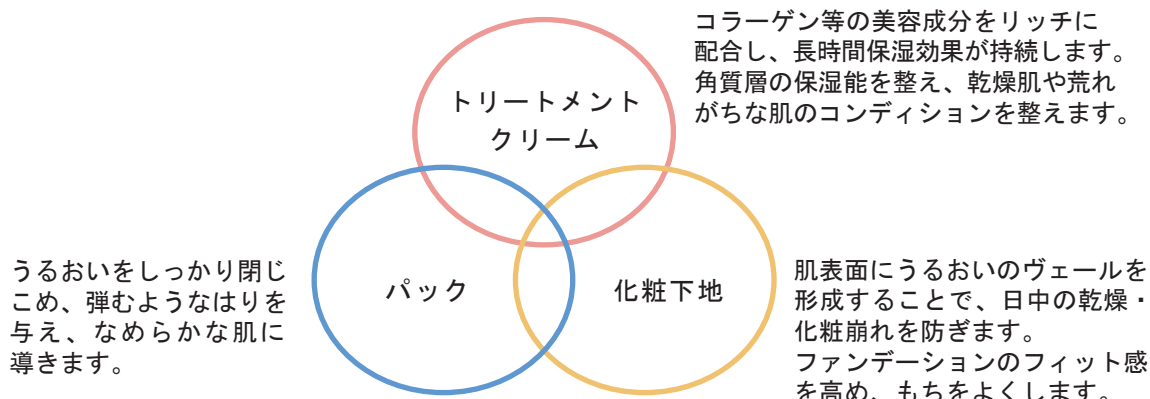 コラーゲン等の美容成分をリッチに
配合し、長時間保湿効果が持続します。
角質層の保湿能を整え、乾燥肌や荒れ
がちな肌のコンディションを整えます。
トリートメント
クリーム
うるおいをしっかり閉じ
こめ、弾むようなはりを
与え、なめらかな肌に
導きます。
パック
化粧下地
肌表面にうるおいのヴェールを
形成することで、日中の乾燥・
化粧崩れを防ぎます。
ファンデーションのフィット感
を高め、もちをよくします。